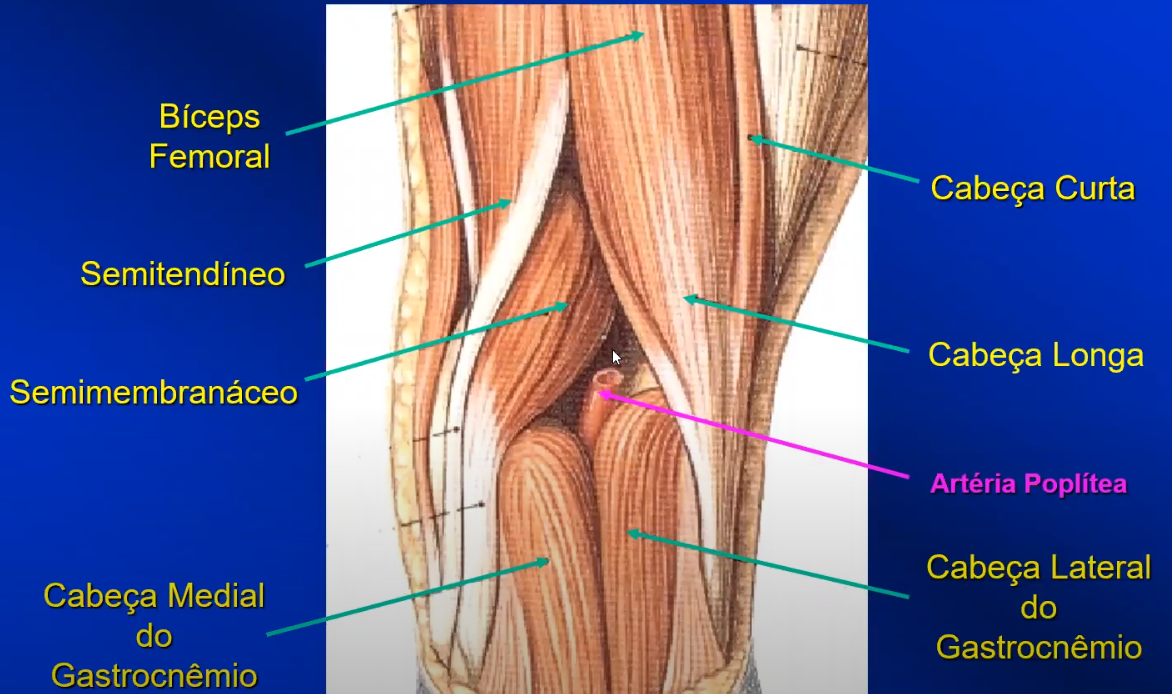 Bíceps
Femoral
Semitendíneo
Semimembranáceo
Cabeça Medial
do
Gastrocnêmio
Cabeça Curta
Cabeça Longa
Artéria Poplítea
Cabeça Lateral
do
Gastrocnêmio